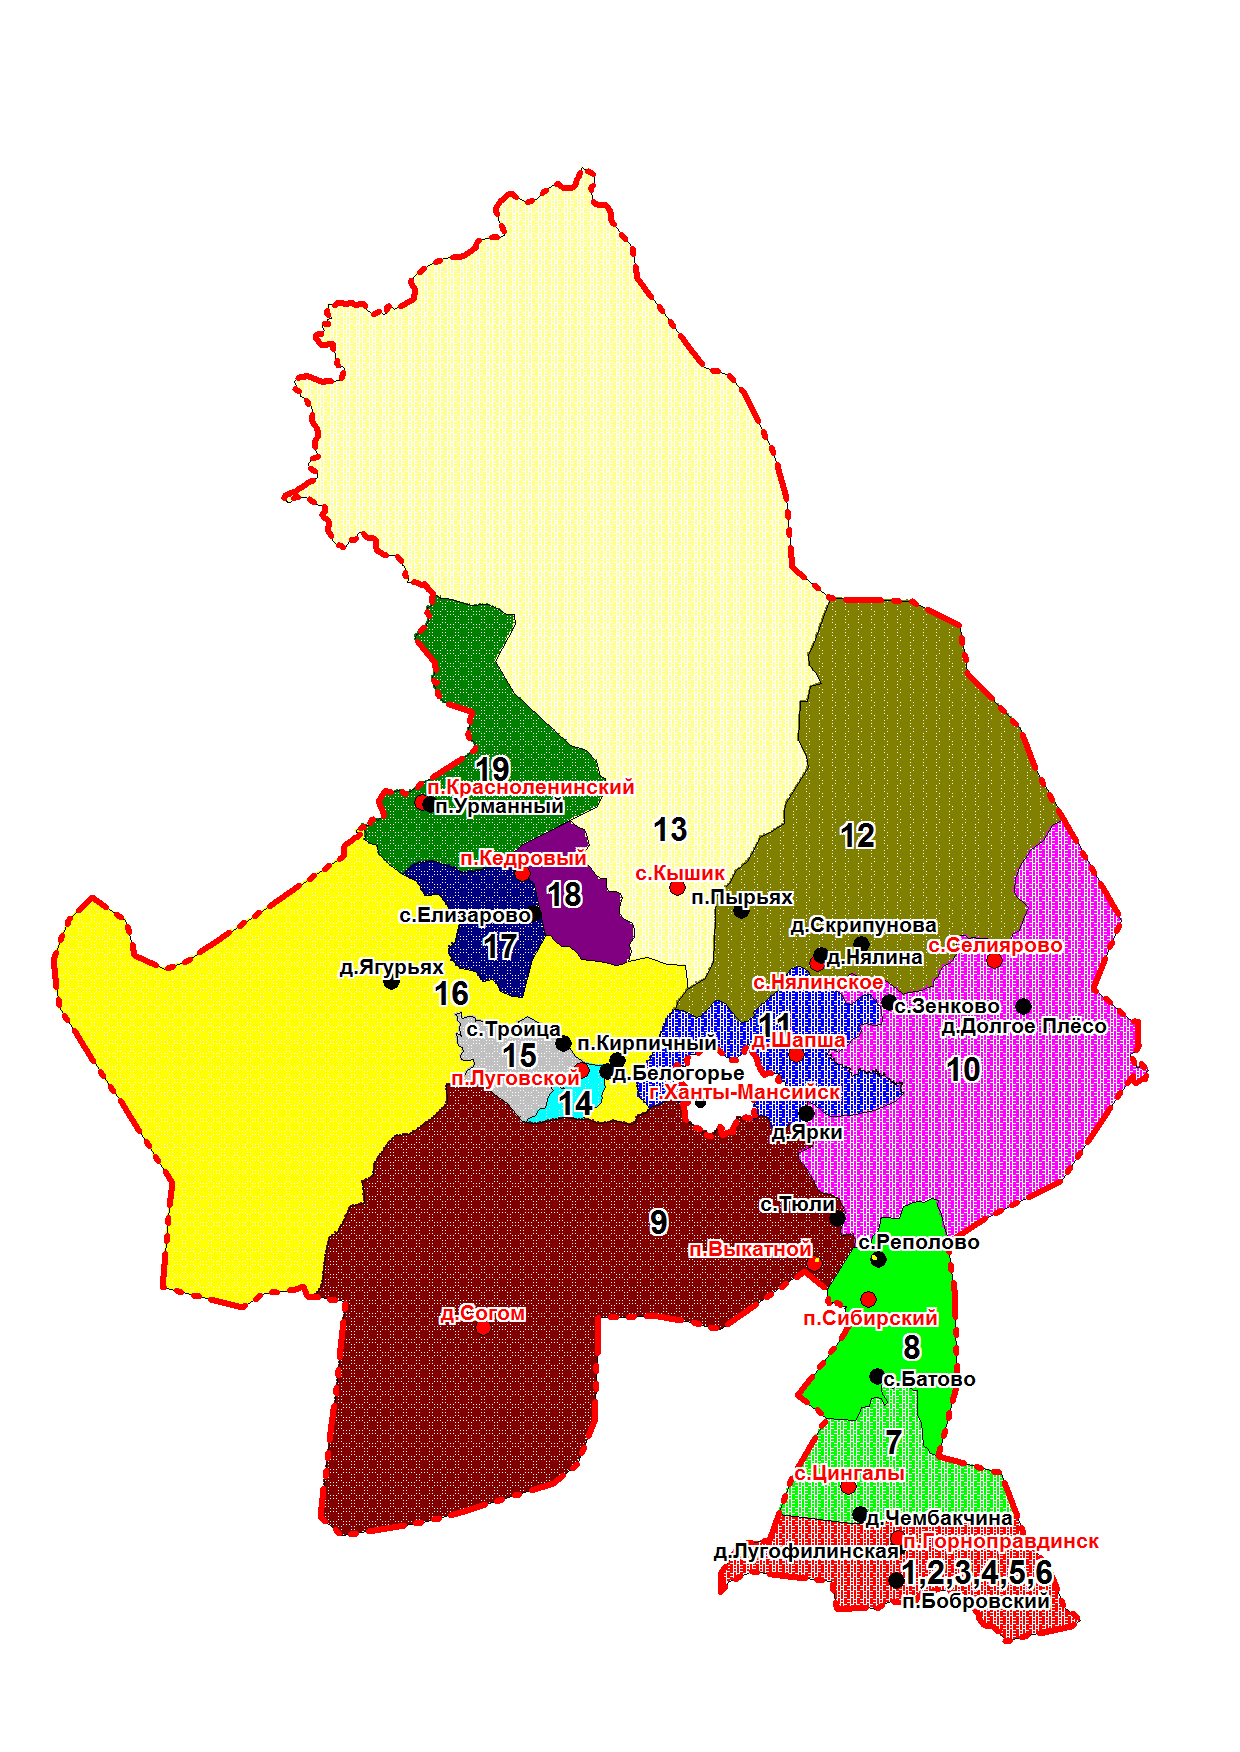 19
п.Красноленинский
п.Урманный
13
12
п.Кедровый
с.Кышик
18
п.Пырьях
с.Елизарово
д.Скрипунова
17
с.Селиярово
д.Нялина
д.Ягурьях
с.Нялинское
16
с.Зенково
11
д.Долгое Плёсо
с.Троица
п.Кирпичный
д.Шапша
15
10
п.Луговской
д.Белогорье
г.Ханты-Мансийск
14
д.Ярки
с.Тюли
9
с.Реполово
п.Выкатной
д.Согом
п.Сибирский
8
с.Батово
7
с.Цингалы
д.Чембакчина
п.Горноправдинск
д.Лугофилинская
1,2,3,4,5,6
п.Бобровский